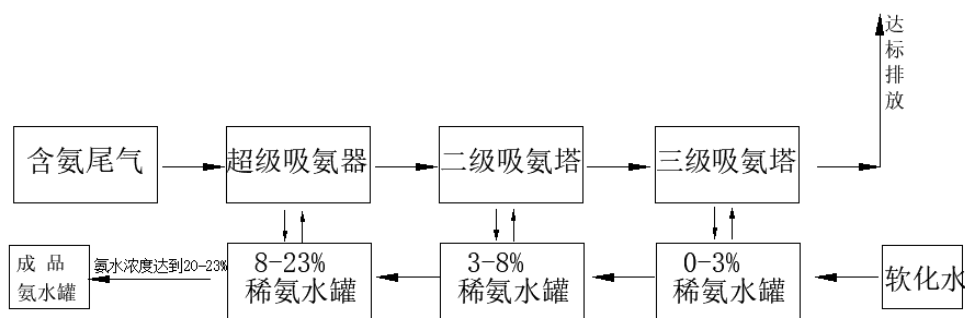 达标排放
含氨尾气
超级吸氨器
二级吸氨塔
三级吸氨塔
成品
氨水罐
氨水浓度达到20-23%
8-23%
稀氨水罐
3-8%
稀氨水罐
0-3%
稀氨水罐
软化水